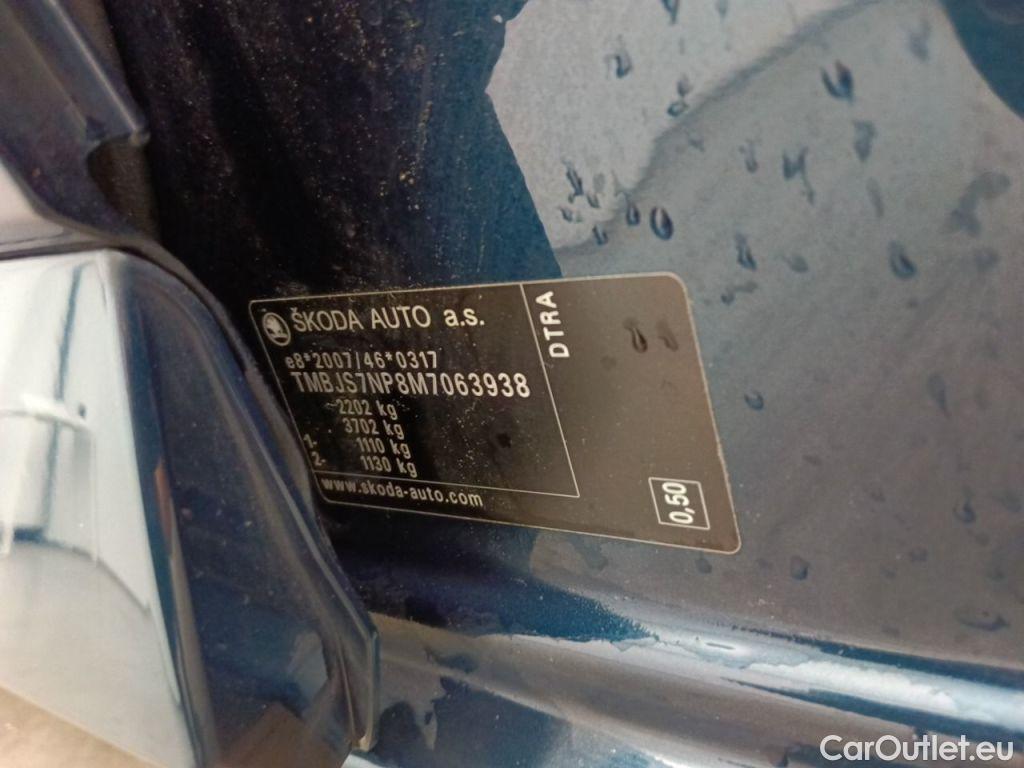 ŠKODA AUTO a.s.
e8*2007/46*0317
TMBJS7NP8M7063938
2202 kg
3702 kg
1- 1110 kg
2- 1130 kg
www.skoda-auto.com
DTRA
0,50
CarOutlet.eu